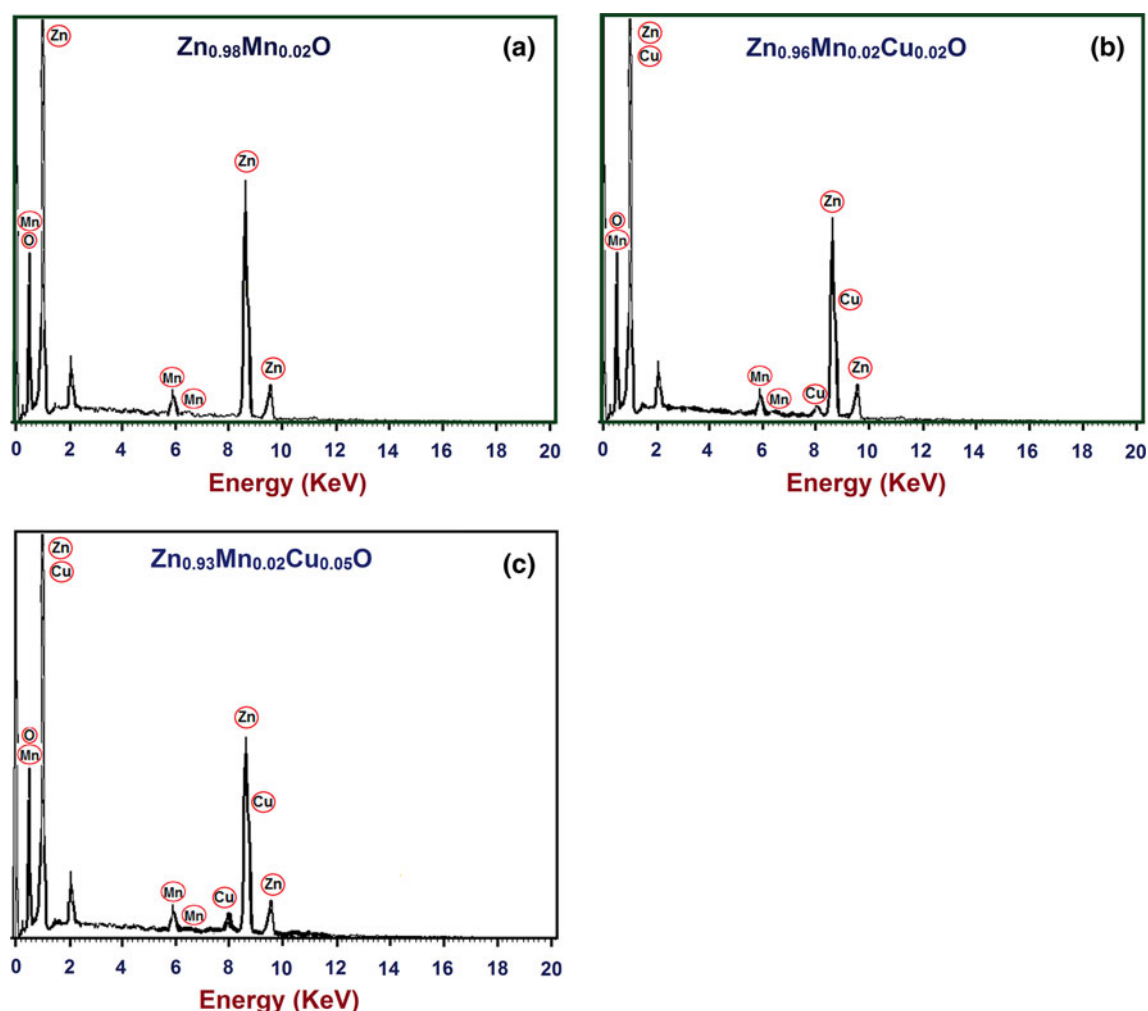 Zn
Zn0.98Mn0.02O
(a)
Zn
Mn
O
Mn
Mn
Zn
0 2 4 6 8 10 12 14 16 18 20
Energy (KeV)
Zn
Cu
Zn0.96Mn0.02Cu0.02O
(b)
Zn
O
Mn
Cu
Mn
Mn
Cu
Zn
0 2 4 6 8 10 12 14 16 18 20
Energy (KeV)
Zn
Cu
Zn0.93Mn0.02Cu0.05O
(c)
Zn
O
Mn
Cu
Mn
Mn
Cu
Zn
0 2 4 6 8 10 12 14 16 18 20
Energy (KeV)